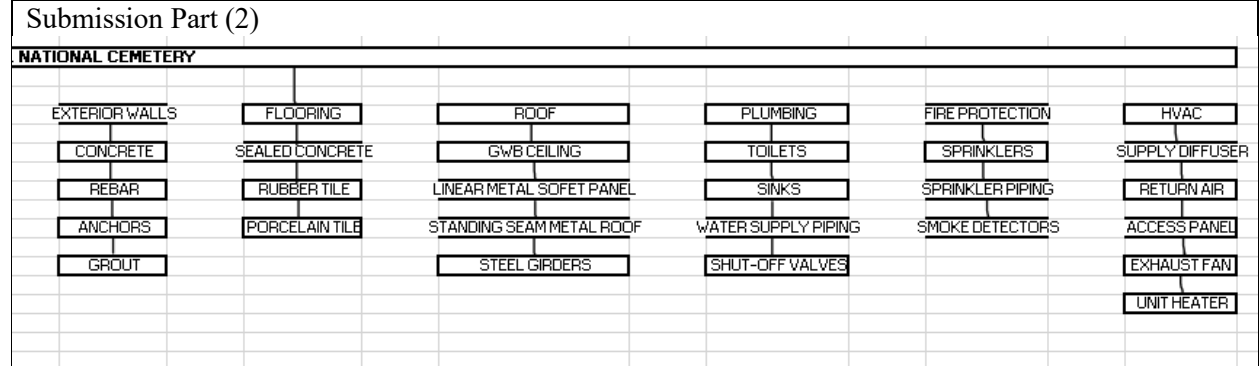 Submission Part (2)
NATIONAL CEMETERY
EXTERIOR WALLS FLOORING ROOF PLUMBING FIRE PROTECTION HVAC
CONCRETE SEALED CONCRETE GWB CEILING TOILETS SPRINKLERS SUPPLY DIFFUSER
REBAR RUBBER TILE LINEAR METAL SOFET PANEL SINKS SPRINKLER PIPING RETURN AIR
ANCHORS PORCELAIN TILE STANDING SEAM METAL ROOF WATER SUPPLY PIPING SMOKE DETECTORS ACCESS PANEL
GROUT STEEL GIRDERS SHUT-OFF VALVES EXHAUST FAN
UNIT HEATER